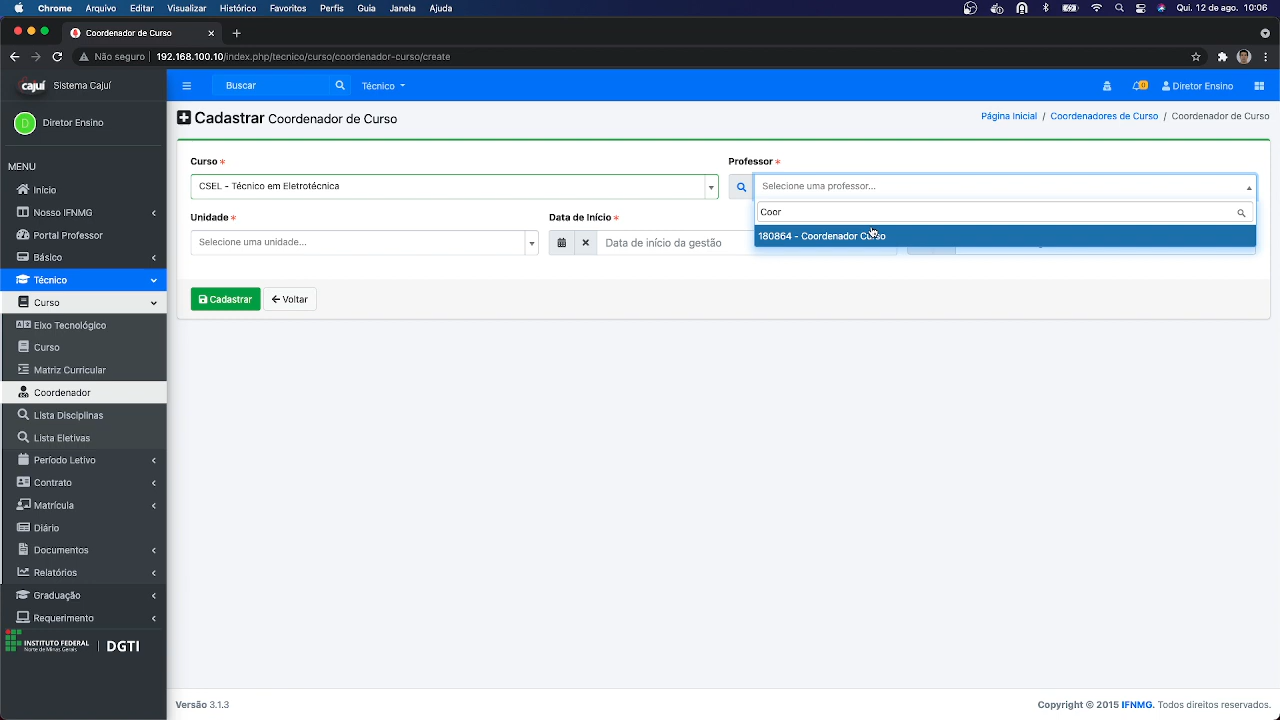 Chrome Arquivo Editar Visualizar Histórico Favoritos Perfis Guia Janela Ajuda Qui. 12 de ago. 10:06
Coordenador de Curso
Não seguro 192.168.100.10/index.php/tecnico/curso/coordenador-curso/create
cajuí Sistema Cajuí
Buscar
Técnico
0
Diretor Ensino
D Diretor Ensino
Cadastrar Coordenador de Curso
Página Inicial / Coordenadores de Curso / Coordenador de Curso
MENU
Início
Nosso IFNMG
Portal Professor
Básico
Técnico
Curso
Eixo Tecnológico
Curso
Matriz Curricular
Coordenador
Lista Disciplinas
Lista Eletivas
Período Letivo
Contrato
Matrícula
Diário
Documentos
Relatórios
Graduação
Requerimento
INSTITUTO FEDERAL
Norte de Minas Gerais
DGTI
Curso *
CSEL - Técnico em Eletrotécnica
Professor *
Selecione uma professor...
Coor
180864 - Coordenador Curso
Unidade *
Selecione uma unidade...
Data de Início *
Data de início da gestão
Cadastrar
Voltar
Versão 3.1.3
Copyright © 2015 IFNMG. Todos direitos reservados.